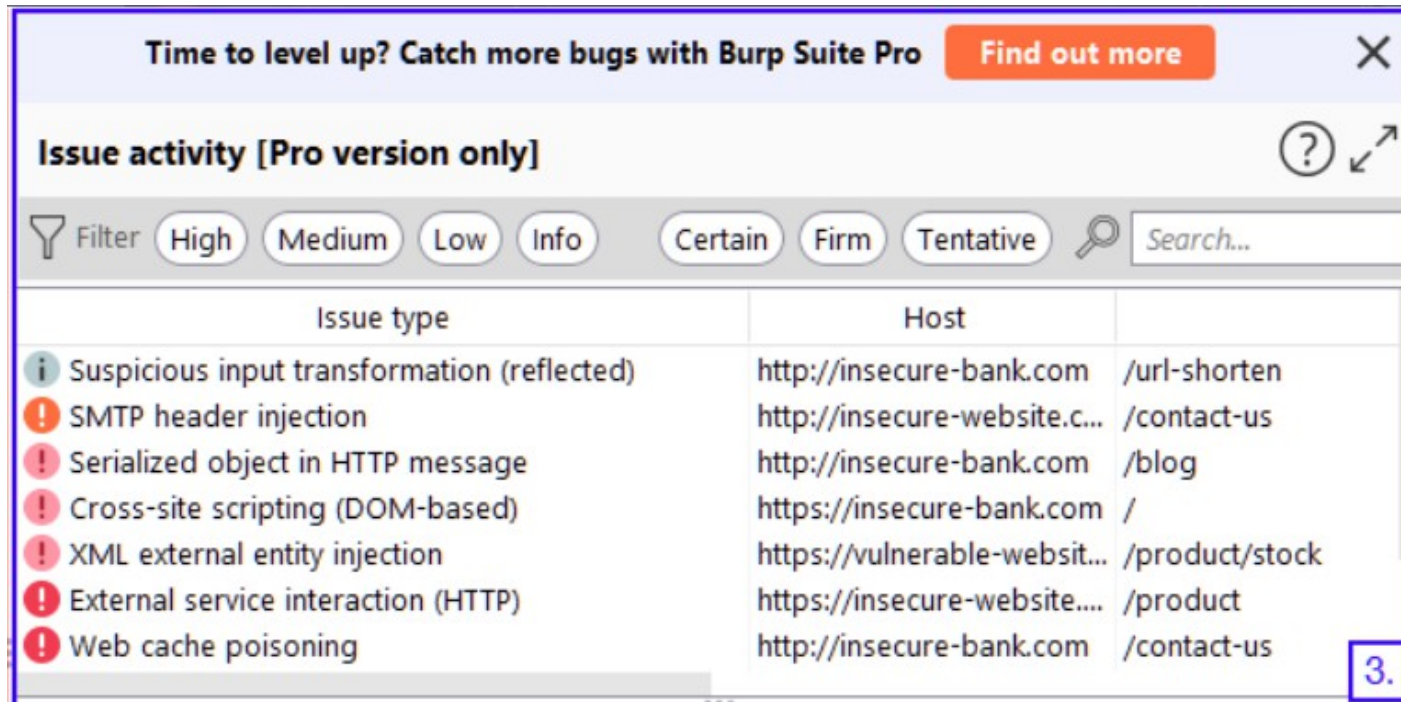 Time to level up? Catch more bugs with Burp Suite Pro Find out more
Issue activity [Pro version only]
Filter High Medium Low Info Certain Firm Tentative Search...
Issue type Host
Suspicious input transformation (reflected) http://insecure-bank.com /url-shorten
SMTP header injection http://insecure-website.c... /contact-us
Serialized object in HTTP message http://insecure-bank.com /blog
Cross-site scripting (DOM-based) https://insecure-bank.com /
XML external entity injection https://vulnerable-websit... /product/stock
External service interaction (HTTP) https://insecure-website.... /product
Web cache poisoning http://insecure-bank.com /contact-us
3.